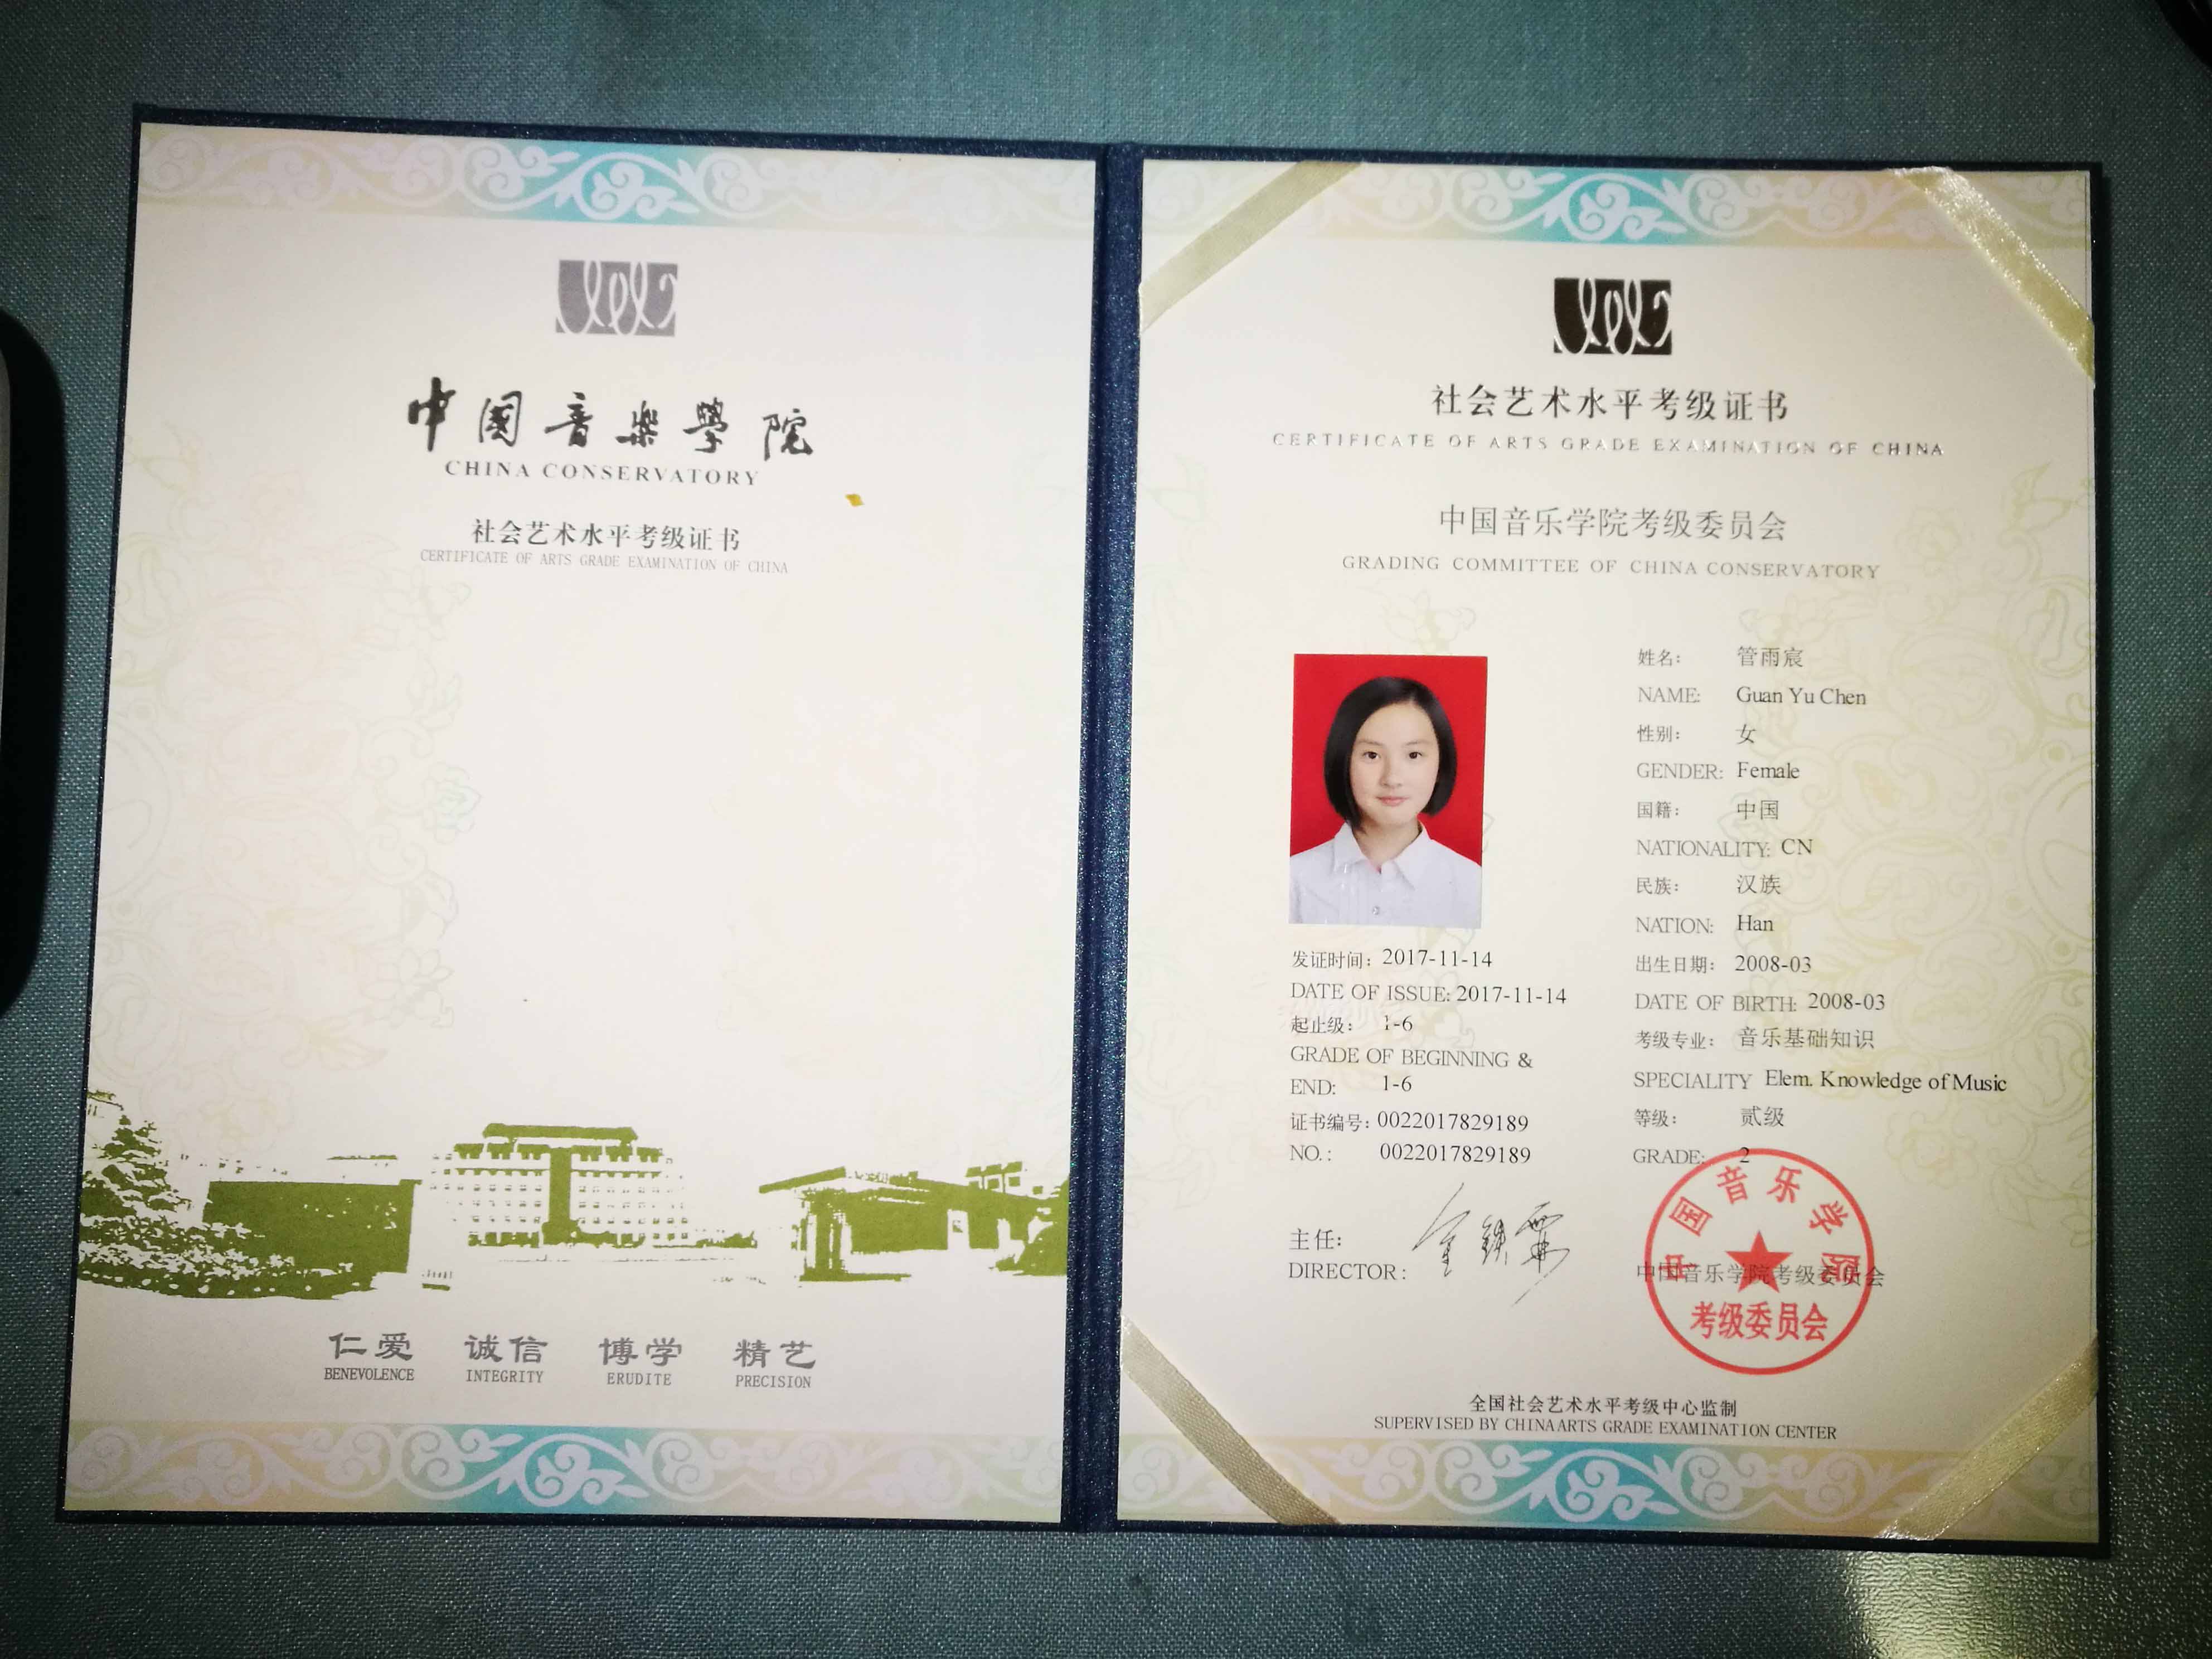 中国音樂學院
CHINA CONSERVATORY
社会艺术水平考级证书
CERTIFICATE OF ARTS GRADE EXAMINATION OF CHINA
仁爱 诚信 博学 精艺
BENEVOLENCE INTEGRITY ERUDITE PRECISION
社会艺术水平考级证书
CERTIFICATE OF ARTS GRADE EXAMINATION OF CHINA
中国音乐学院考级委员会
GRADING COMMITTEE OF CHINA CONSERVATORY
姓名: 管雨宸
NAME: Guan Yu Chen
性别: 女
GENDER: Female
国籍: 中国
NATIONALITY: CN
民族: 汉族
NATION: Han
出生日期: 2008-03
DATE OF BIRTH: 2008-03
考级专业: 音乐基础知识
SPECIALITY Elem. Knowledge of Music
等级: 贰级
GRADE: 2
发证时间: 2017-11-14
DATE OF ISSUE: 2017-11-14
起止级: 1-6
GRADE OF BEGINNING &
END: 1-6
证书编号: 0022017829189
NO.: 0022017829189
主任: 金铁霖
DIRECTOR:
中国音乐学院考级委员会
中国音乐学院
考级委员会
全国社会艺术水平考级中心监制
SUPERVISED BY CHINA ARTS GRADE EXAMINATION CENTER